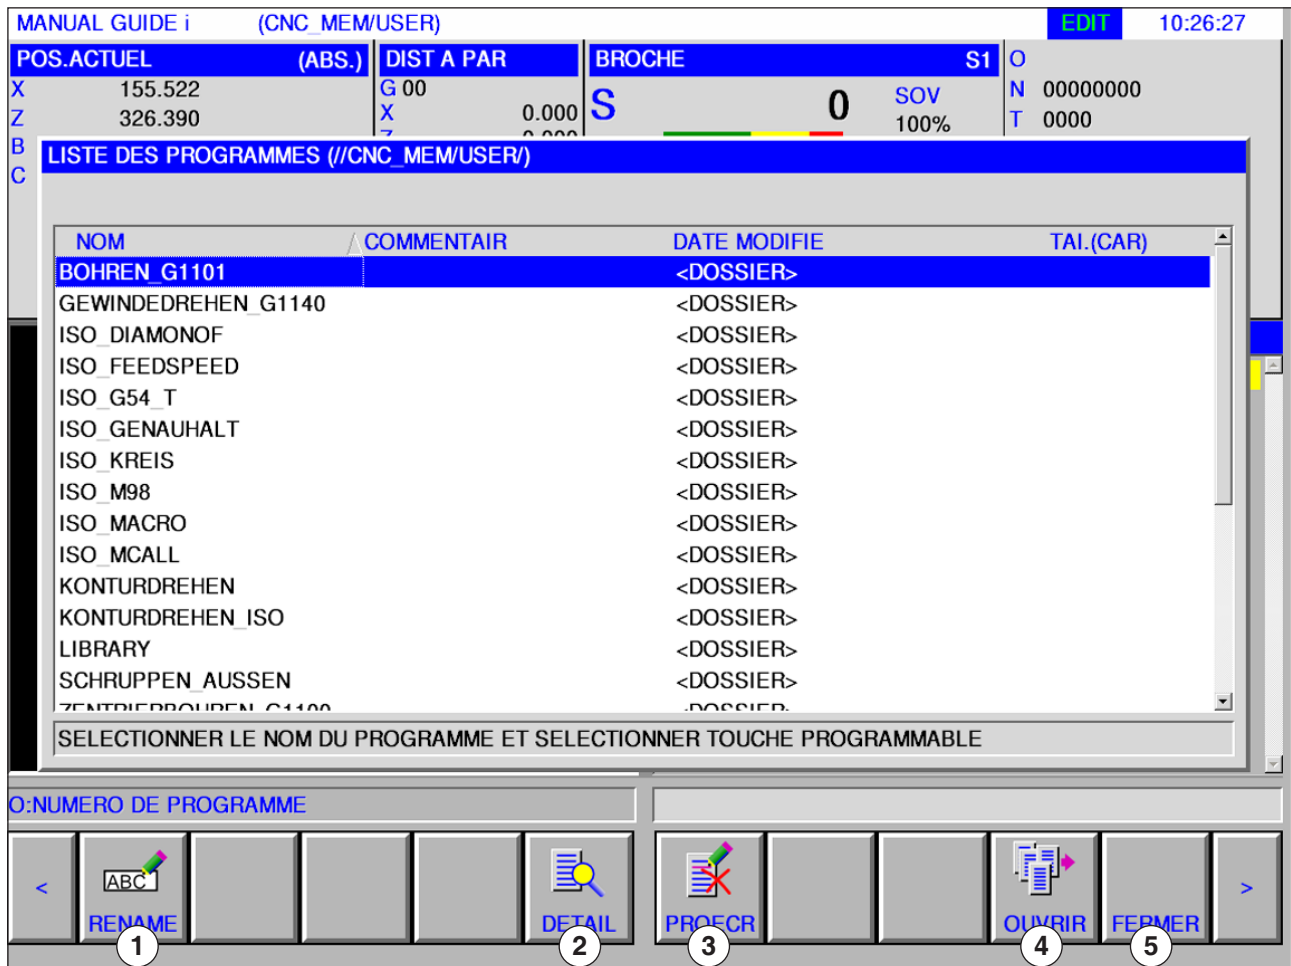 MANUAL GUIDE i (CNC_MEM/USER) EDIT 10:26:27
POS.ACTUEL (ABS.) DIST A PAR BROCHE S1 O
X 155.522 G 00 S 0 SOV N 00000000
Z 326.390 X 0.000 100% T 0000
B Z 0.000
C
LISTE DES PROGRAMMES (//CNC_MEM/USER/)
NOM COMMENTAIR DATE MODIFIE TAI.(CAR)
BOHREN_G1101 <DOSSIER>
GEWINDEDREHEN_G1140 <DOSSIER>
ISO_DIAMONOF <DOSSIER>
ISO_FEEDSPEED <DOSSIER>
ISO_G54_T <DOSSIER>
ISO_GENAUHALT <DOSSIER>
ISO_KREIS <DOSSIER>
ISO_M98 <DOSSIER>
ISO_MACRO <DOSSIER>
ISO_MCALL <DOSSIER>
KONTURDREHEN <DOSSIER>
KONTURDREHEN_ISO <DOSSIER>
LIBRARY <DOSSIER>
SCHRUPPEN_AUSSEN <DOSSIER>
ZENTRIERBOHREN_G1100 <DOSSIER>
SELECTIONNER LE NOM DU PROGRAMME ET SELECTIONNER TOUCHE PROGRAMMABLE
O:NUMERO DE PROGRAMME
< ABC >
RENAME DETAIL PROECR OUVRIR FERMER
1 2 3 4 5